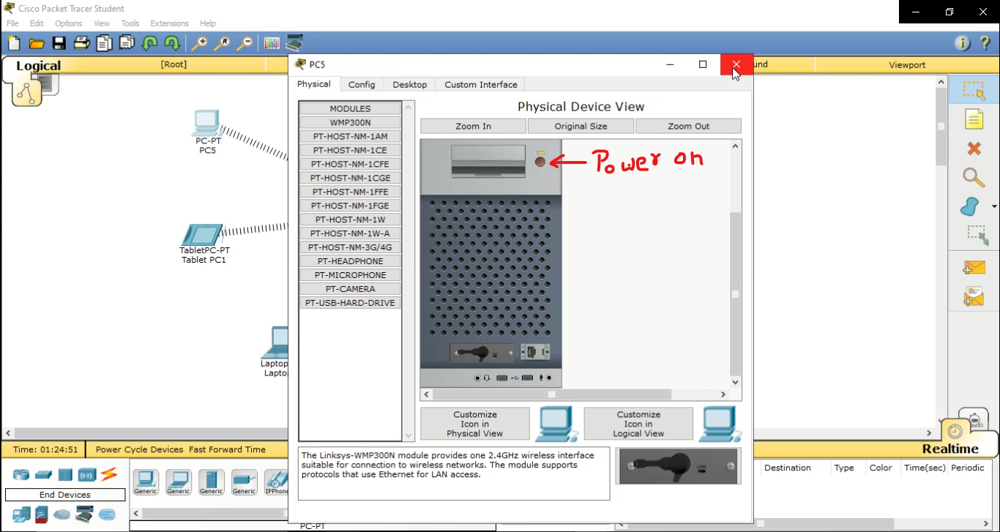 Cisco Packet Tracer Student
File Edit Options View Tools Extensions Help
Logical
[Root]
und
Viewport
PC5
Physical Config Desktop Custom Interface
MODULES
WMP300N
PT-HOST-NM-1AM
PT-HOST-NM-1CE
PT-HOST-NM-1CFE
PT-HOST-NM-1CGE
PT-HOST-NM-1FFE
PT-HOST-NM-1FGE
PT-HOST-NM-1W
PT-HOST-NM-1W-A
PT-HOST-NM-3G/4G
PT-HEADPHONE
PT-MICROPHONE
PT-CAMERA
PT-USB-HARD-DRIVE
Physical Device View
Zoom In Original Size Zoom Out
Power on
PC-PT
PC5
TabletPC-PT
Tablet PC1
Laptop
Lapto
Customize
Icon in
Physical View
Customize
Icon in
Logical View
The Linksys-WMP300N module provides one 2.4GHz wireless interface
suitable for connection to wireless networks. The module supports
protocols that use Ethernet for LAN access.
LINK
Time: 01:24:51 Power Cycle Devices Fast Forward Time
Realtime
End Devices
Generic Generic Generic Generic IPPhone
Destination Type Color Time(sec) Periodic
PC-PT